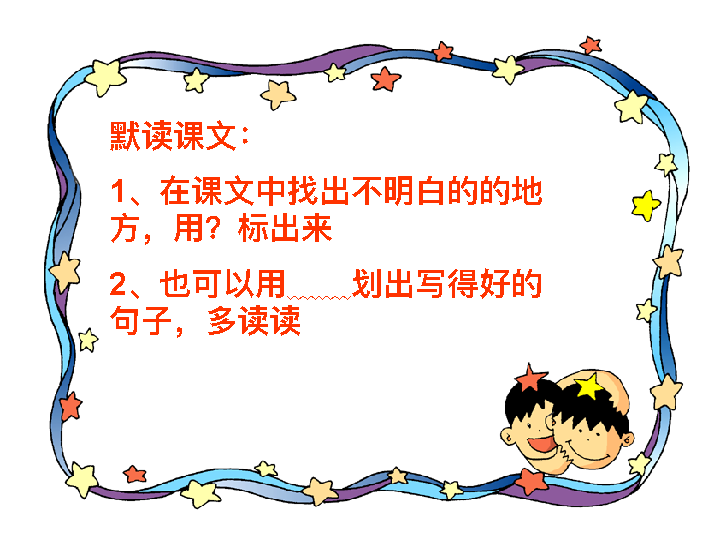 默读课文：
1、在课文中找出不明白的的地
方，用？标出来
2、也可以用﹏﹏划出写得好的
句子，多读读